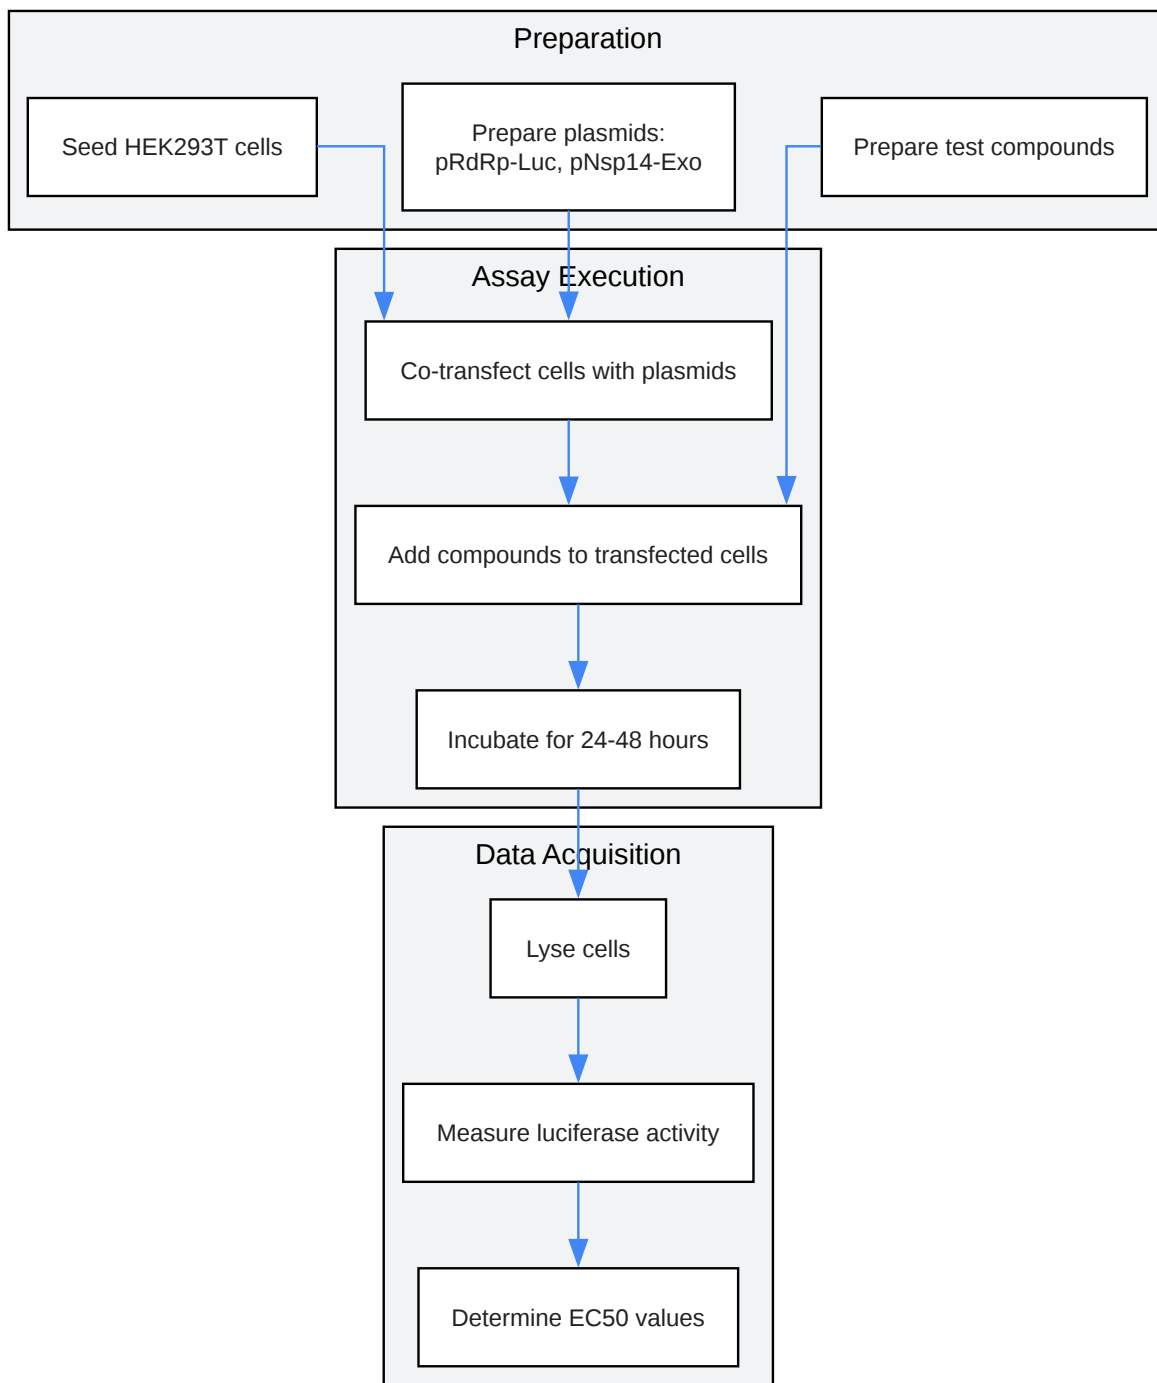 Preparation
Seed HEK293T cells
Prepare plasmids:
pRdRp-Luc, pNsp14-Exo
Prepare test compounds
Assay Execution
Co-transfect cells with plasmids
Add compounds to transfected cells
Incubate for 24-48 hours
Data Acquisition
Lyse cells
Measure luciferase activity
Determine EC50 values